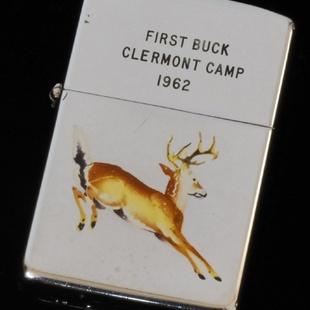 FIRST BUCK
CLERMONT CAMP
1962